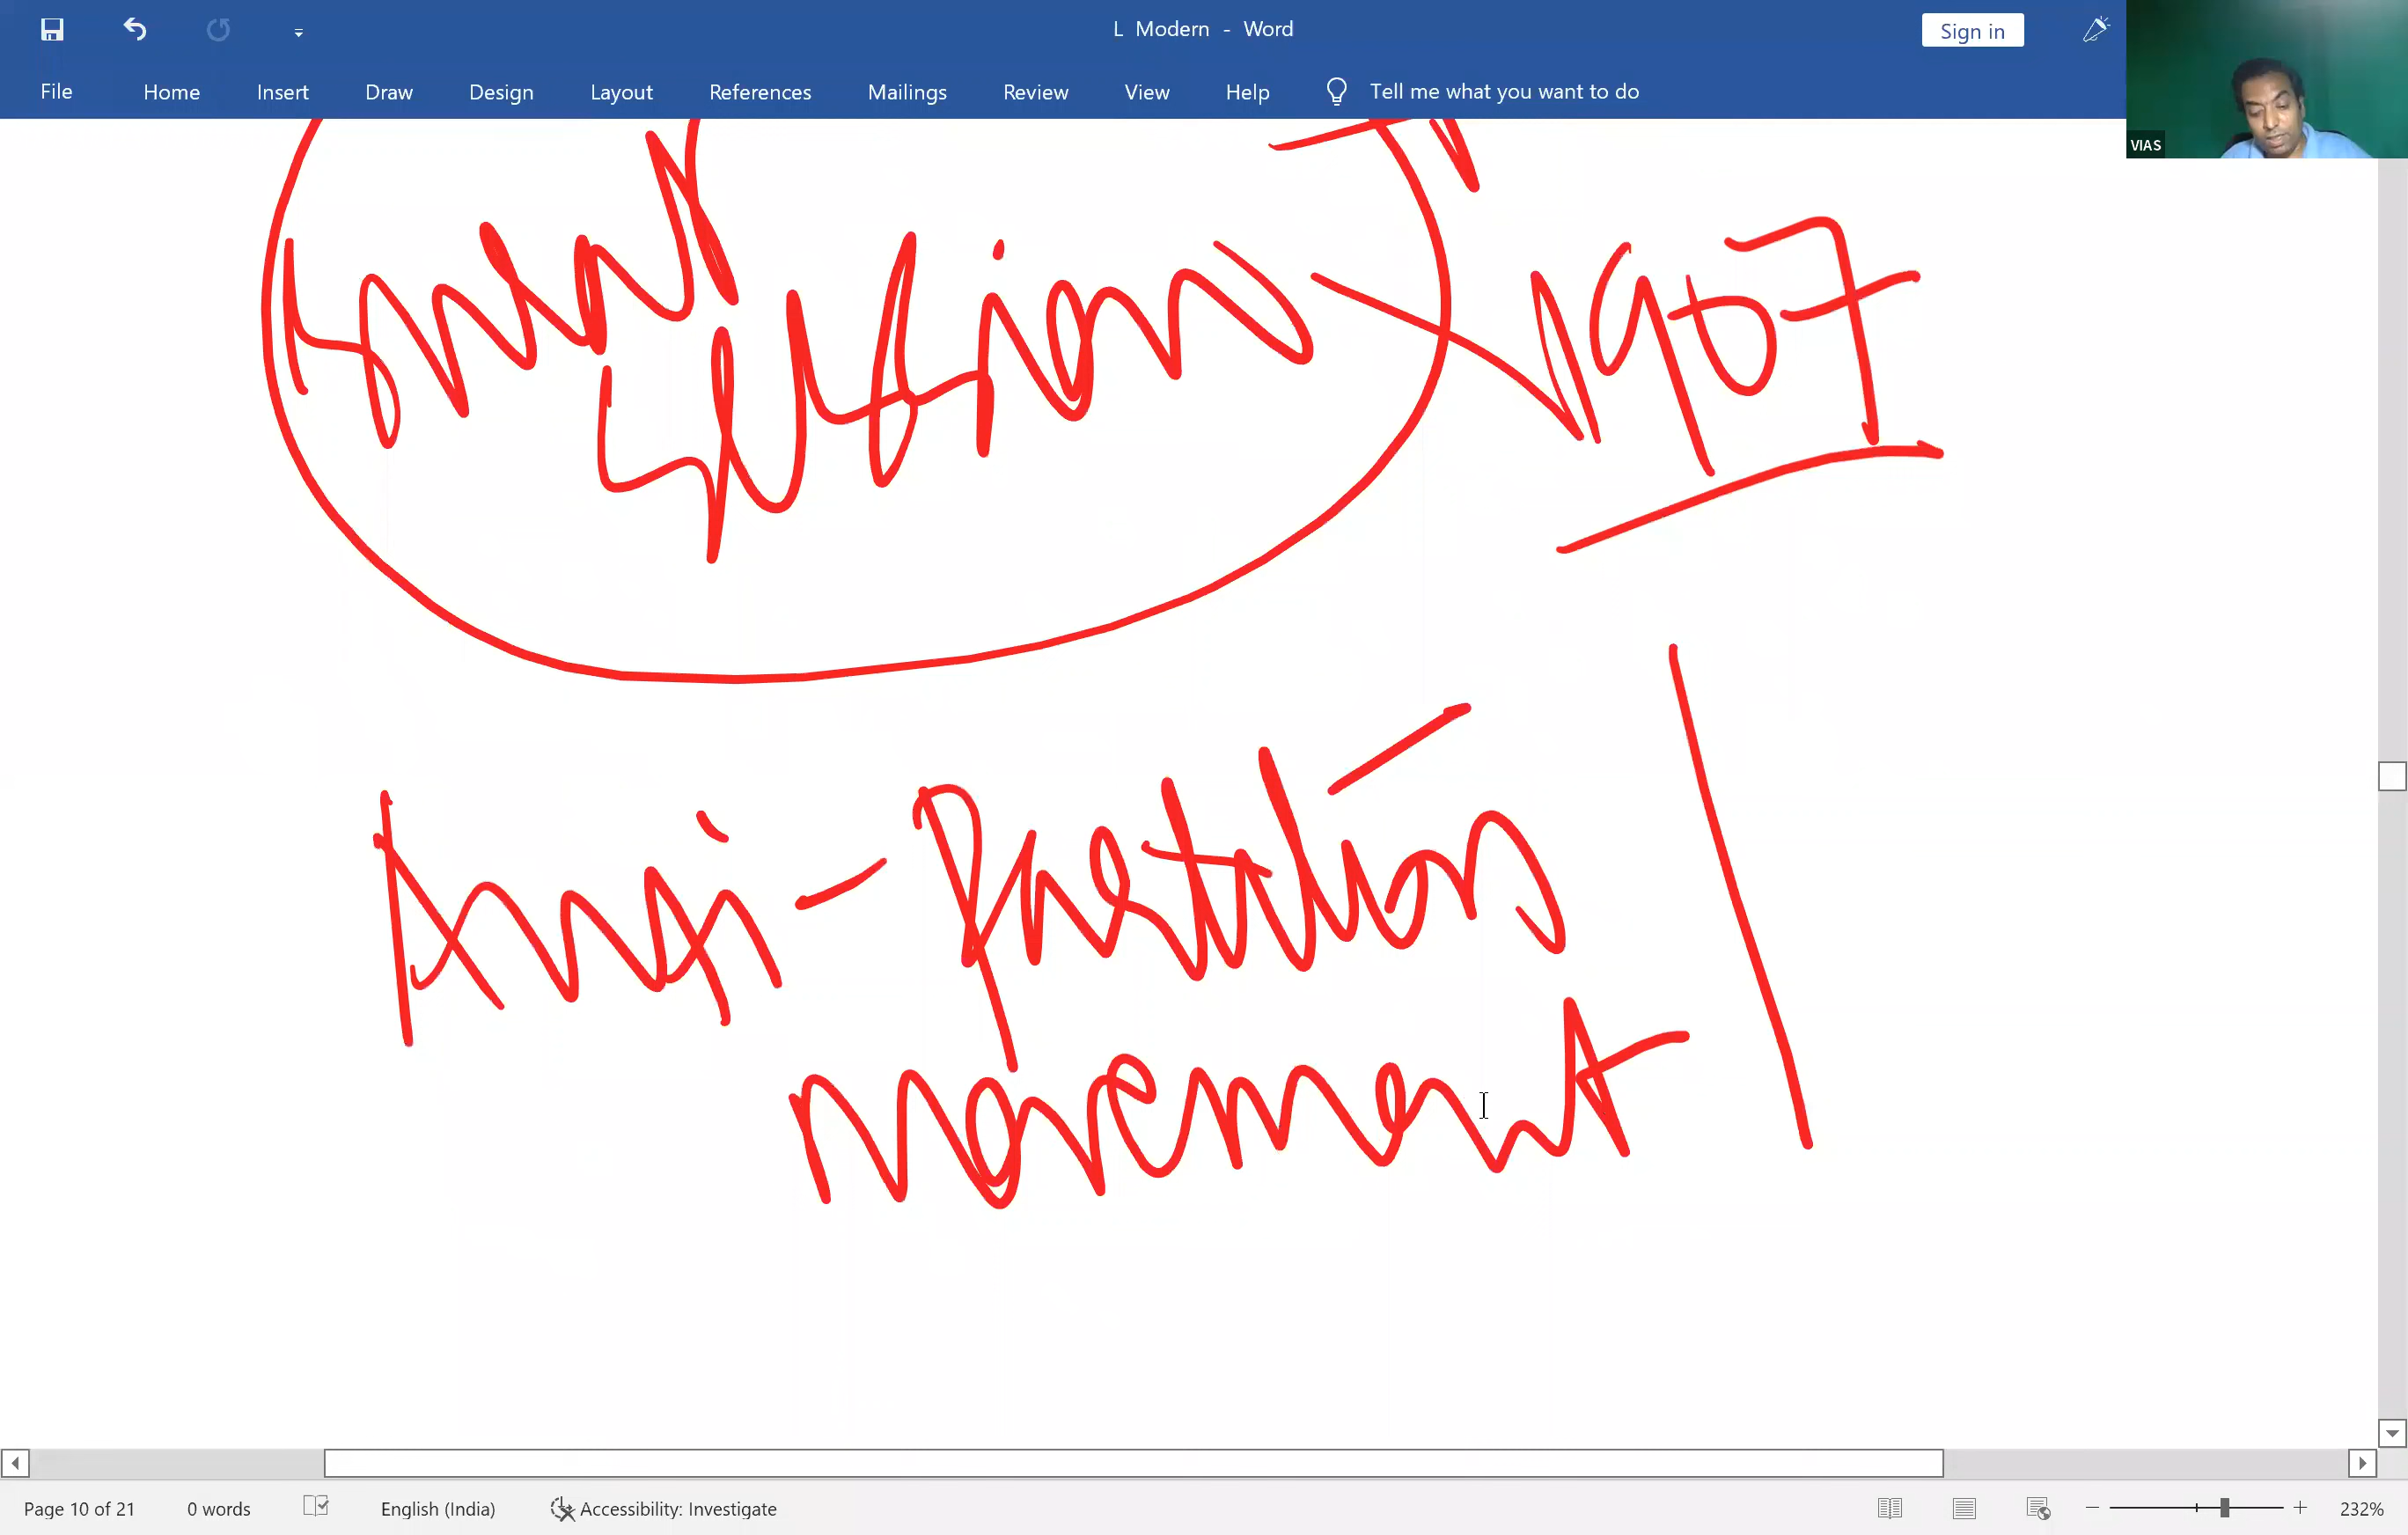 L Modern - Word
Sign in
File Home Insert Draw Design Layout References Mailings Review View Help Tell me what you want to do
VIAS
Surat
1907
Anti-Partition
Movement
Page 10 of 21 0 words English (India) Accessibility: Investigate 232%